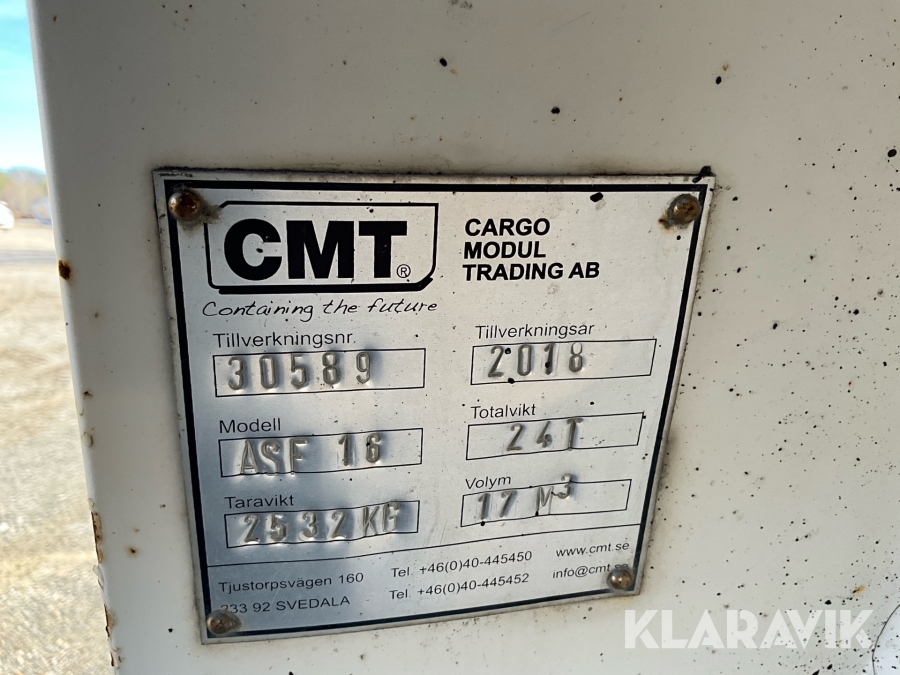 CMT®
CARGO
MODUL
TRADING AB
Containing the future
Tillverkningsnr.
30589
Tillverkningsår
2018
Modell
ASF 16
Totalvikt
24T
Taravikt
2532KG
Volym
17 M³
Tjustorpsvägen 160
233 92 SVEDALA
Tel. +46(0)40-445450
Tel. +46(0)40-445452
www.cmt.se
info@cmt.se
KLARAVIK